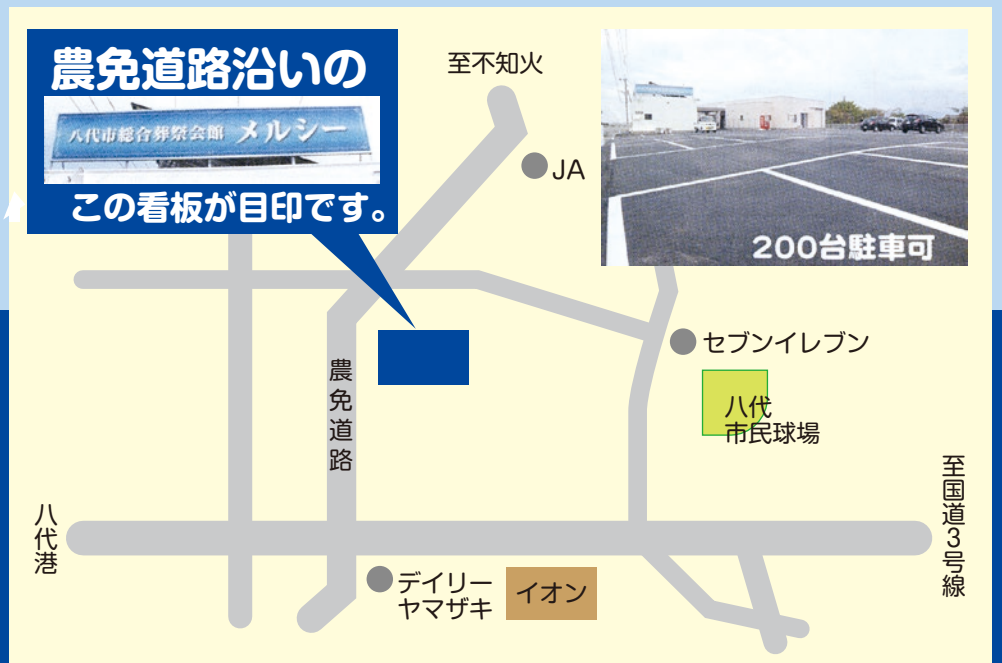 農免道路沿いの
八代市総合葬祭会館 メルシー
この看板が目印です。
至不知火
JA
200台駐車可
セブンイレブン
八代
市民球場
農免道路
八代港
至国道3号線
デイリー
ヤマザキ
イオン